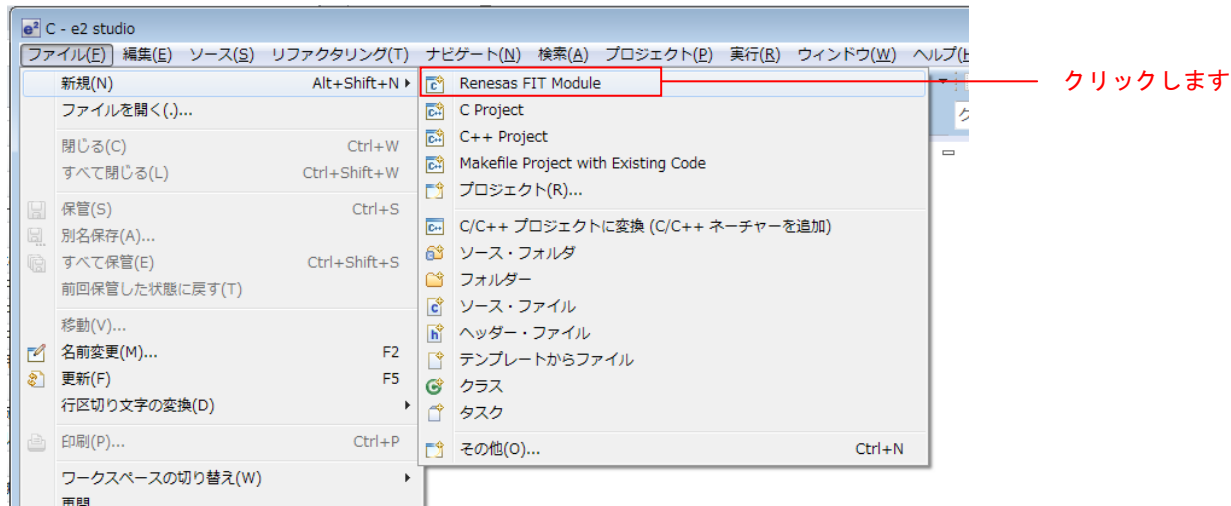 C - e2 studio
ファイル(F) 編集(E) ソース(S) リファクタリング(T) ナビゲート(N) 検索(A) プロジェクト(P) 実行(R) ウィンドウ(W) ヘルプ(H
新規(N) Alt+Shift+N
ファイルを開く(.)...
閉じる(C) Ctrl+W
すべて閉じる(L) Ctrl+Shift+W
保管(S) Ctrl+S
別名保存(A)...
すべて保管(E) Ctrl+Shift+S
前回保管した状態に戻す(T)
移動(V)...
名前変更(M)... F2
更新(F) F5
行区切り文字の変換(D)
印刷(P)... Ctrl+P
ワークスペースの切り替え(W)
再開
Renesas FIT Module
C Project
C++ Project
Makefile Project with Existing Code
プロジェクト(R)...
C/C++ プロジェクトに変換 (C/C++ ネーチャーを追加)
ソース・フォルダ
フォルダー
ソース・ファイル
ヘッダー・ファイル
テンプレートからファイル
クラス
タスク
その他(O)... Ctrl+N
クリックします